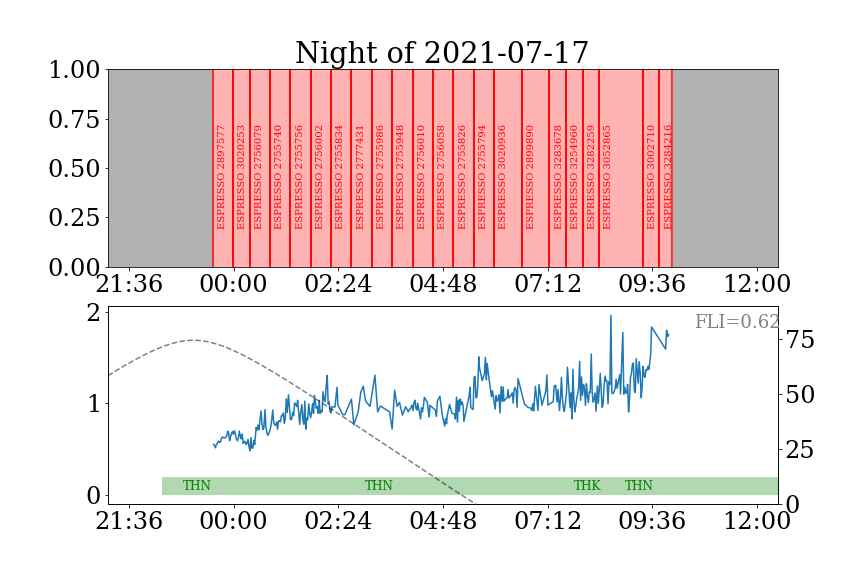 Night of 2021-07-17
1.00
0.75
0.50
0.25
0.00
ESPRESSO 2897577
ESPRESSO 3020253
ESPRESSO 2756079
ESPRESSO 2755740
ESPRESSO 2755756
ESPRESSO 2756002
ESPRESSO 2755834
ESPRESSO 2777431
ESPRESSO 2755986
ESPRESSO 2755948
ESPRESSO 2756010
ESPRESSO 2756058
ESPRESSO 2755826
ESPRESSO 2755794
ESPRESSO 3020936
ESPRESSO 2899890
ESPRESSO 3283678
ESPRESSO 3254960
ESPRESSO 3282259
ESPRESSO 3052865
ESPRESSO 3002710
ESPRESSO 3284216
21:36 00:00 02:24 04:48 07:12 09:36 12:00
2
1
0
FLI=0.62
75
50
25
0
THN THN THK THN
21:36 00:00 02:24 04:48 07:12 09:36 12:00